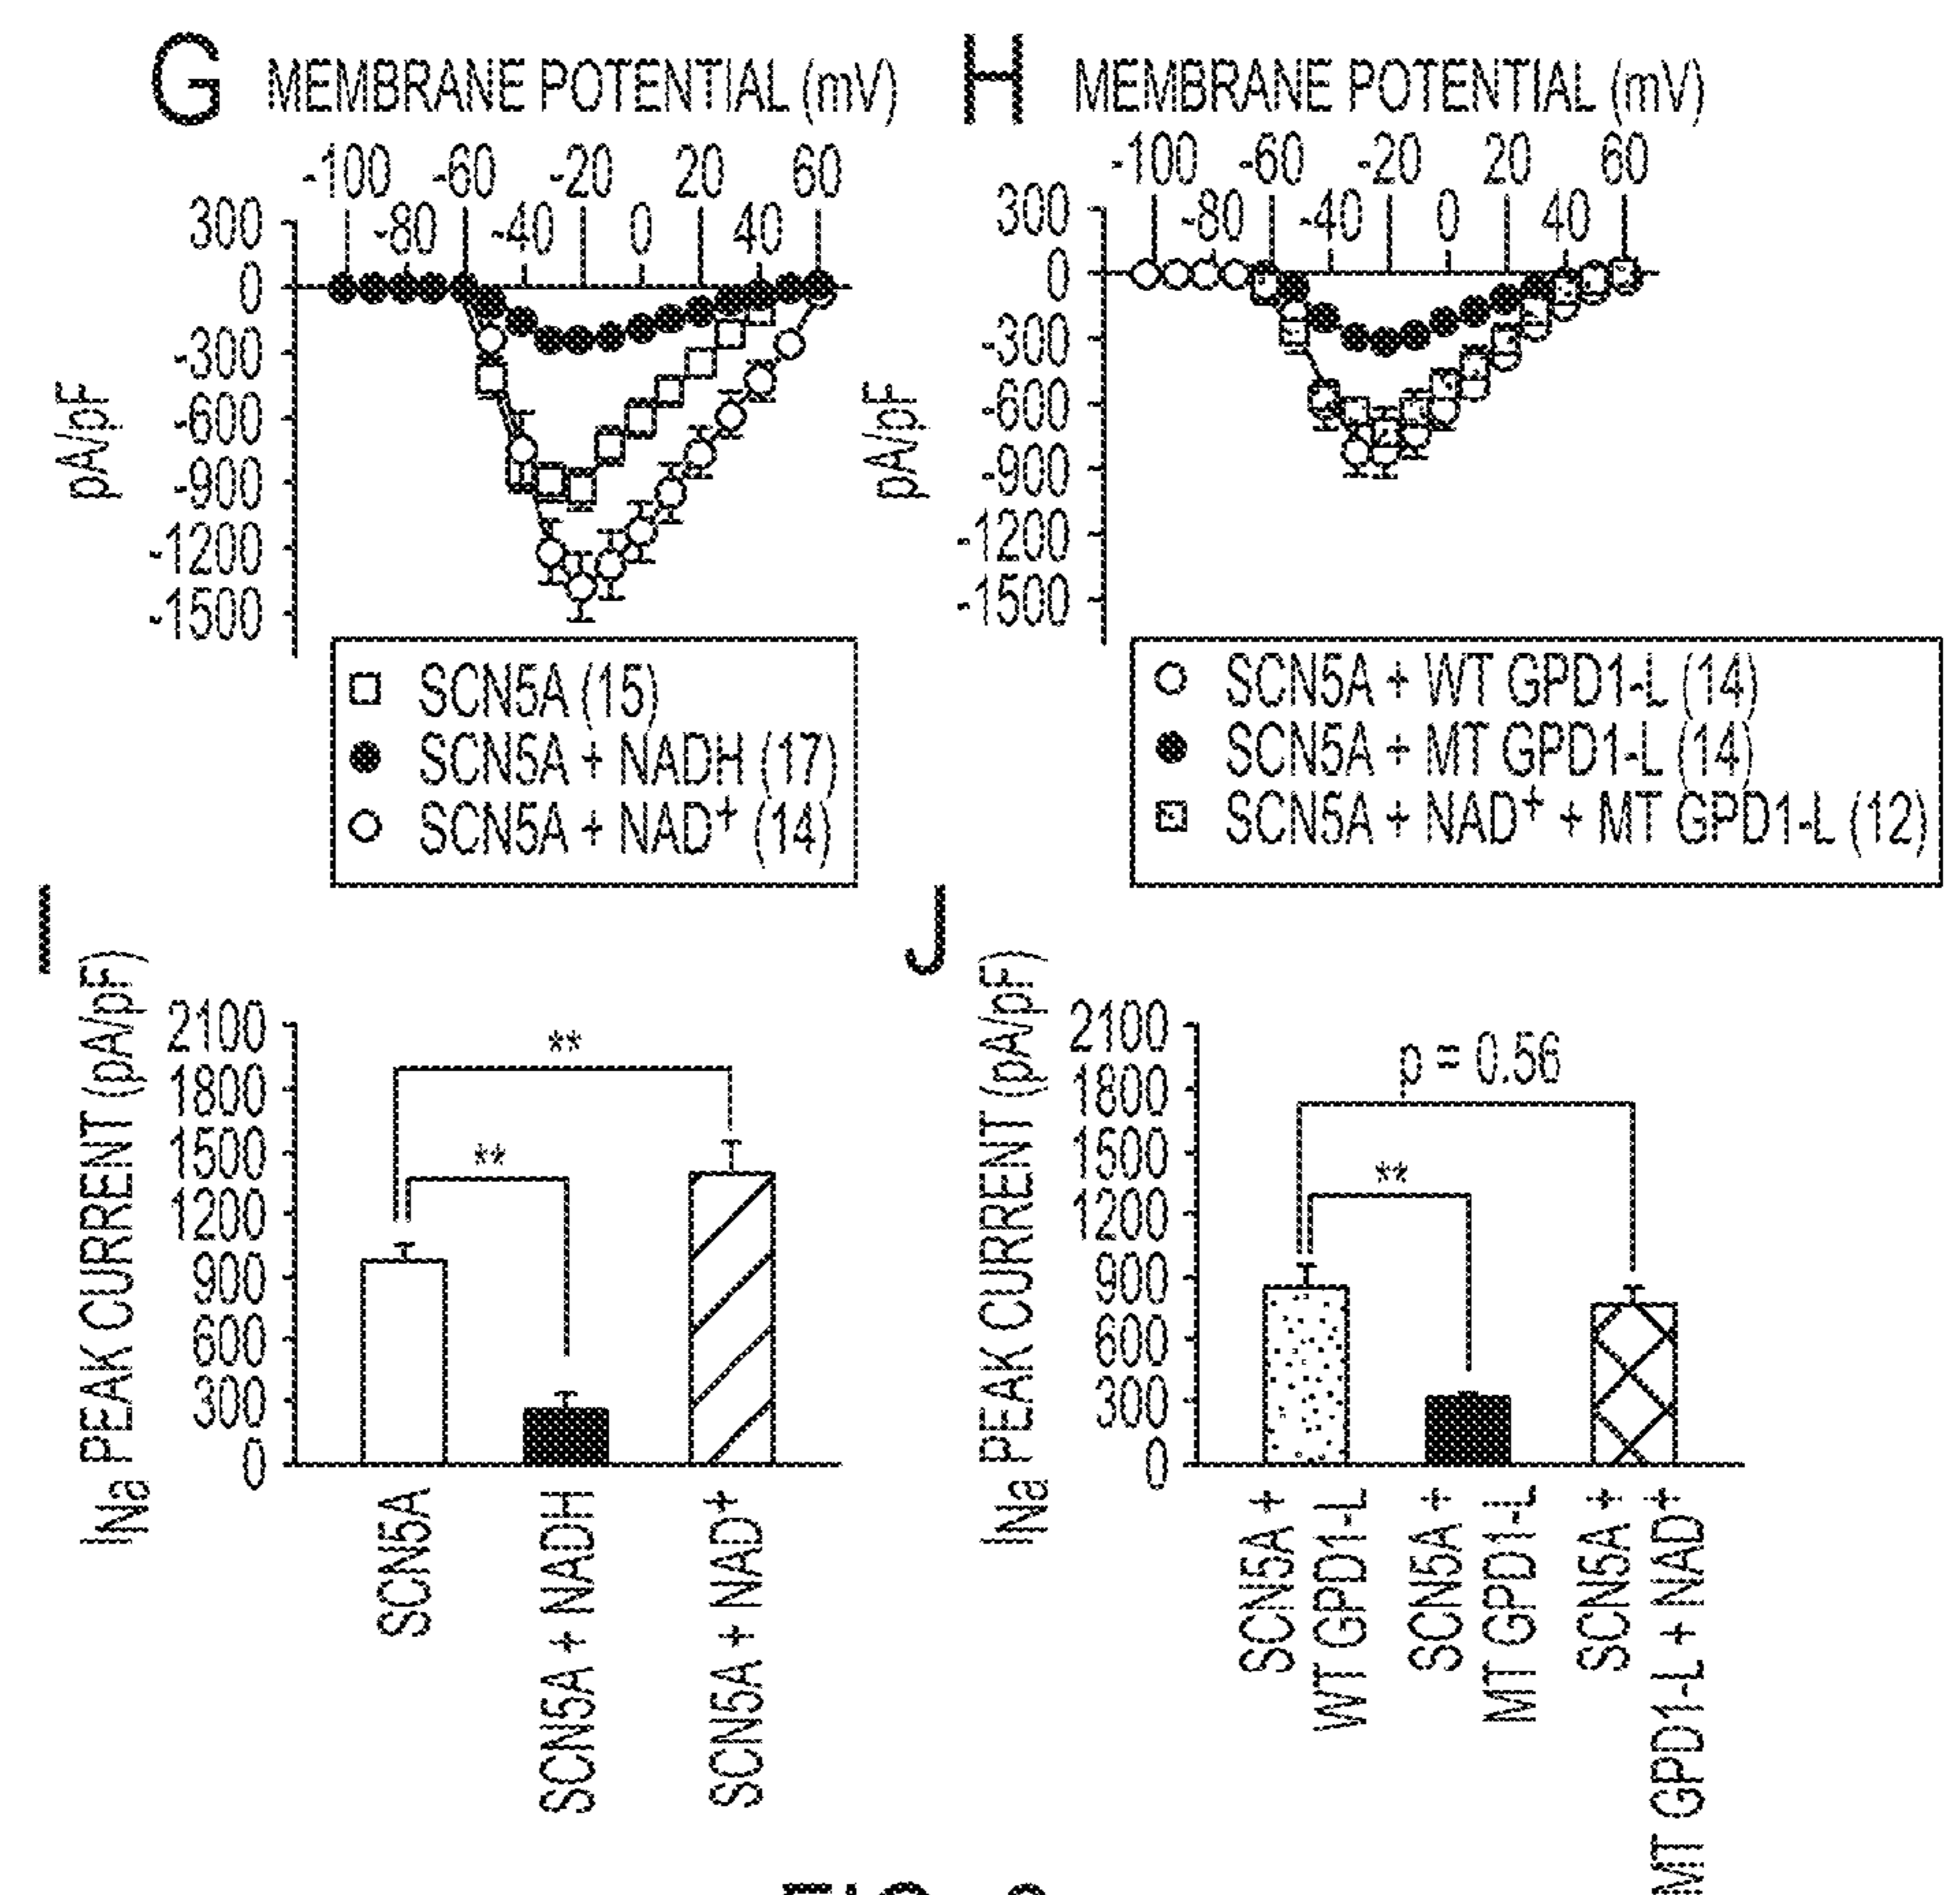 G MEMBRANE POTENTIAL (mV)
-100 -60 -20 20 60
-80 -40 0 40
300
0
-300
-600
-900
-1200
-1500
pA/pF
SCN5A (15)
SCN5A + NADH (17)
SCN5A + NAD+ (14)
H MEMBRANE POTENTIAL (mV)
-100 -60 -20 20 60
-80 -40 0 40
300
0
-300
-600
-900
-1200
-1500
pA/pF
SCN5A + WT GPD1-L (14)
SCN5A + MT GPD1-L (14)
SCN5A + NAD+ + MT GPD1-L (12)
I
INa PEAK CURRENT (pA/pF)
2100
1800
1500
1200
900
600
300
0
**
**
SCN5A
SCN5A + NADH
SCN5A + NAD+
J
INa PEAK CURRENT (pA/pF)
2100
1800
1500
1200
900
600
300
0
p = 0.56
**
SCN5A +
WT GPD1-L
SCN5A +
MT GPD1-L
SCN5A +
MT GPD1-L + NAD+